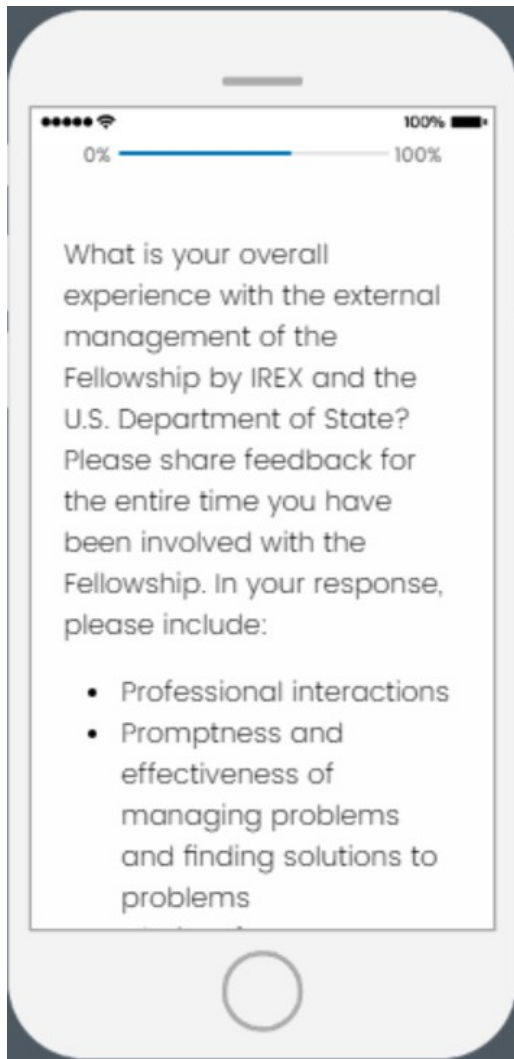 100%
0% 100%
What is your overall
experience with the external
management of the
Fellowship by IREX and the
U.S. Department of State?
Please share feedback for
the entire time you have
been involved with the
Fellowship. In your response,
please include:
• Professional interactions
• Promptness and
effectiveness of
managing problems
and finding solutions to
problems